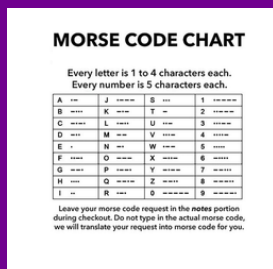 MORSE CODE CHART
Every letter is 1 to 4 characters each.
Every number is 5 characters each.
A J S 1
B K T 2
C L U 3
D M V 4
E N W 5
F O X 6
G P Y 7
H Q Z 8
I R 0 9
Leave your morse code request in the notes portion
during checkout. Do not type in the actual morse code,
we will translate your request into morse code for you.